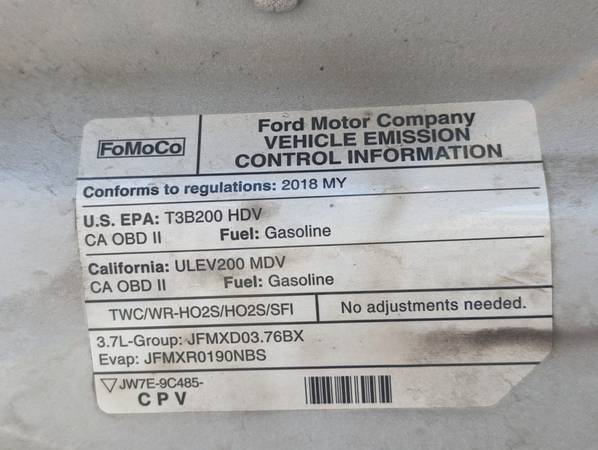 FoMoCo
Ford Motor Company
VEHICLE EMISSION
CONTROL INFORMATION
Conforms to regulations: 2018 MY
U.S. EPA: T3B200 HDV
CA OBD II Fuel: Gasoline
California: ULEV200 MDV
CA OBD II Fuel: Gasoline
TWC/WR-HO2S/HO2S/SFI No adjustments needed.
3.7L-Group: JFMXD03.76BX
Evap: JFMXR0190NBS
▽JW7E-9C485-
C P V